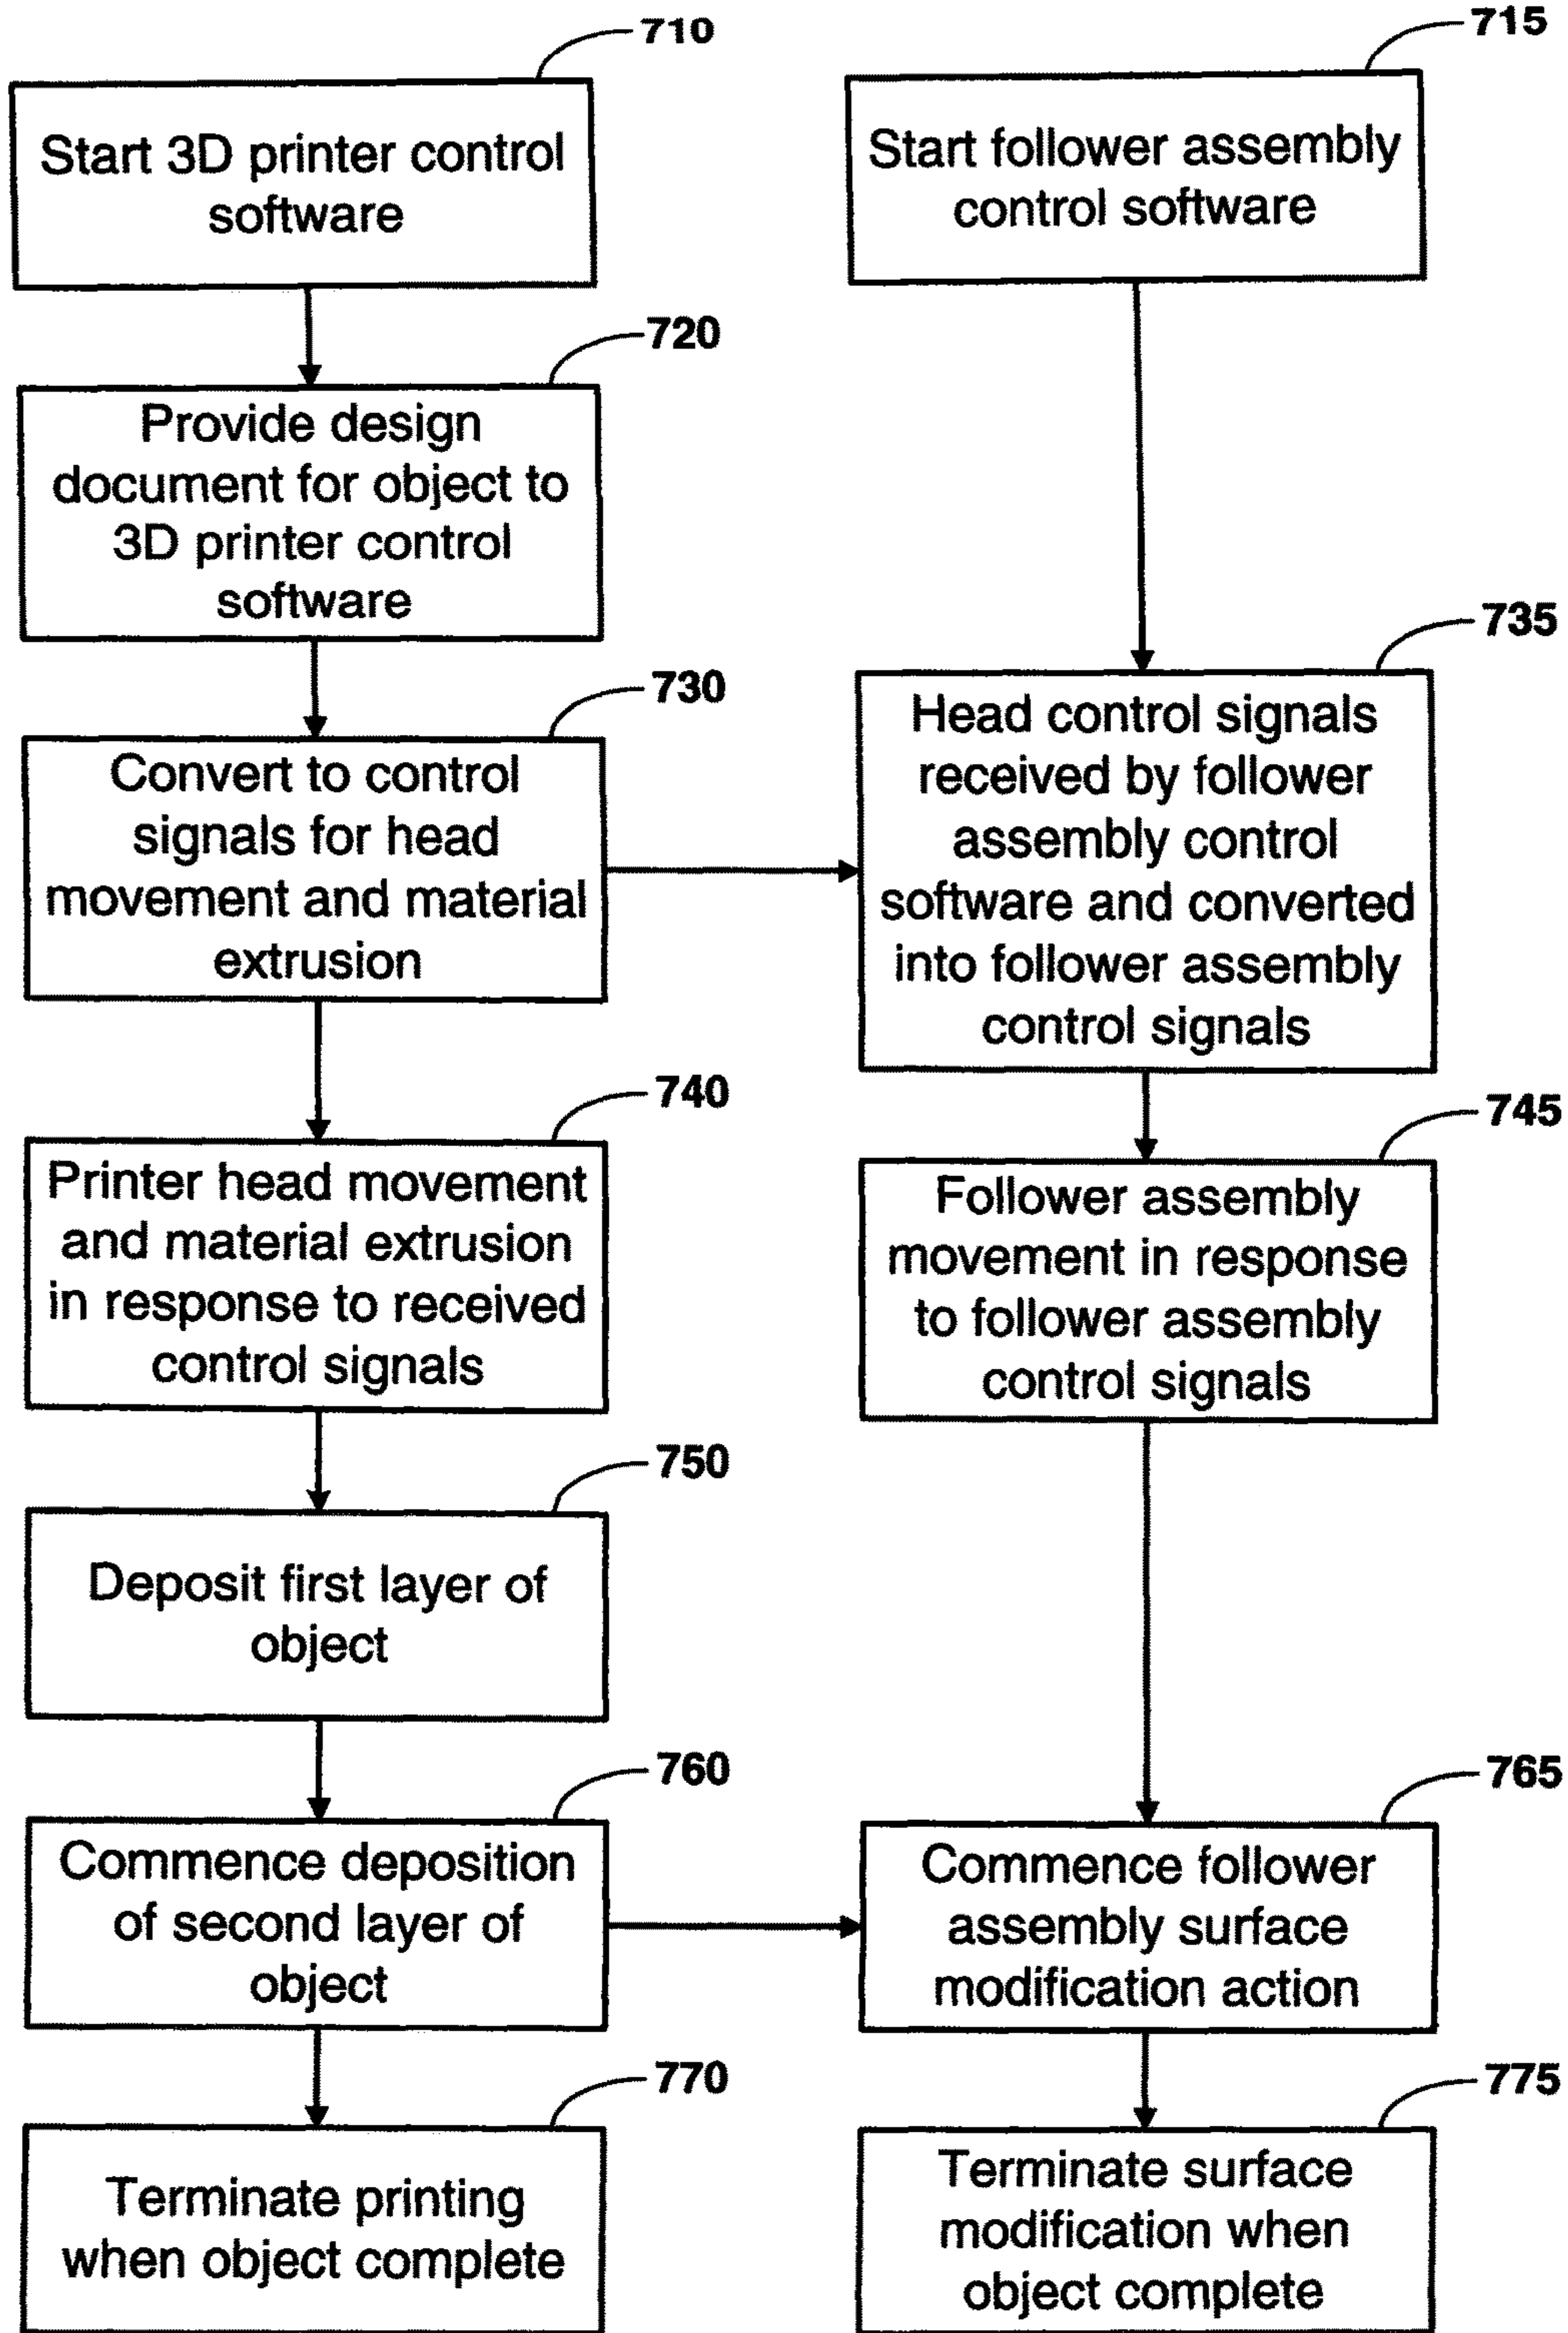 710
Start 3D printer control
software
720
Provide design
document for object to
3D printer control
software
730
Convert to control
signals for head
movement and material
extrusion
740
Printer head movement
and material extrusion
in response to received
control signals
750
Deposit first layer of
object
760
Commence deposition
of second layer of
object
770
Terminate printing
when object complete
715
Start follower assembly
control software
735
Head control signals
received by follower
assembly control
software and converted
into follower assembly
control signals
745
Follower assembly
movement in response
to follower assembly
control signals
765
Commence follower
assembly surface
modification action
775
Terminate surface
modification when
object complete